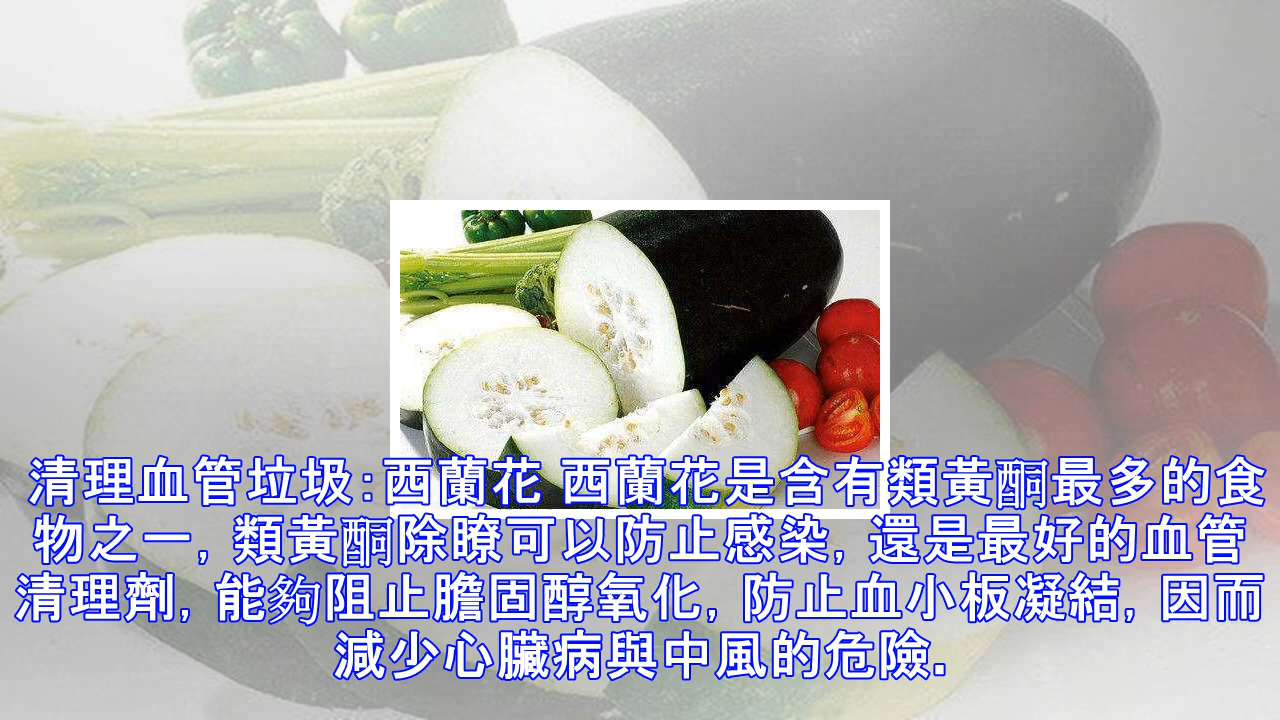 清理血管垃圾:西蘭花 西蘭花是含有類黃酮最多的食
物之一, 類黃酮除瞭可以防止感染, 還是最好的血管
清理劑, 能夠阻止膽固醇氧化, 防止血小板凝結, 因而
減少心臟病與中風的危險.